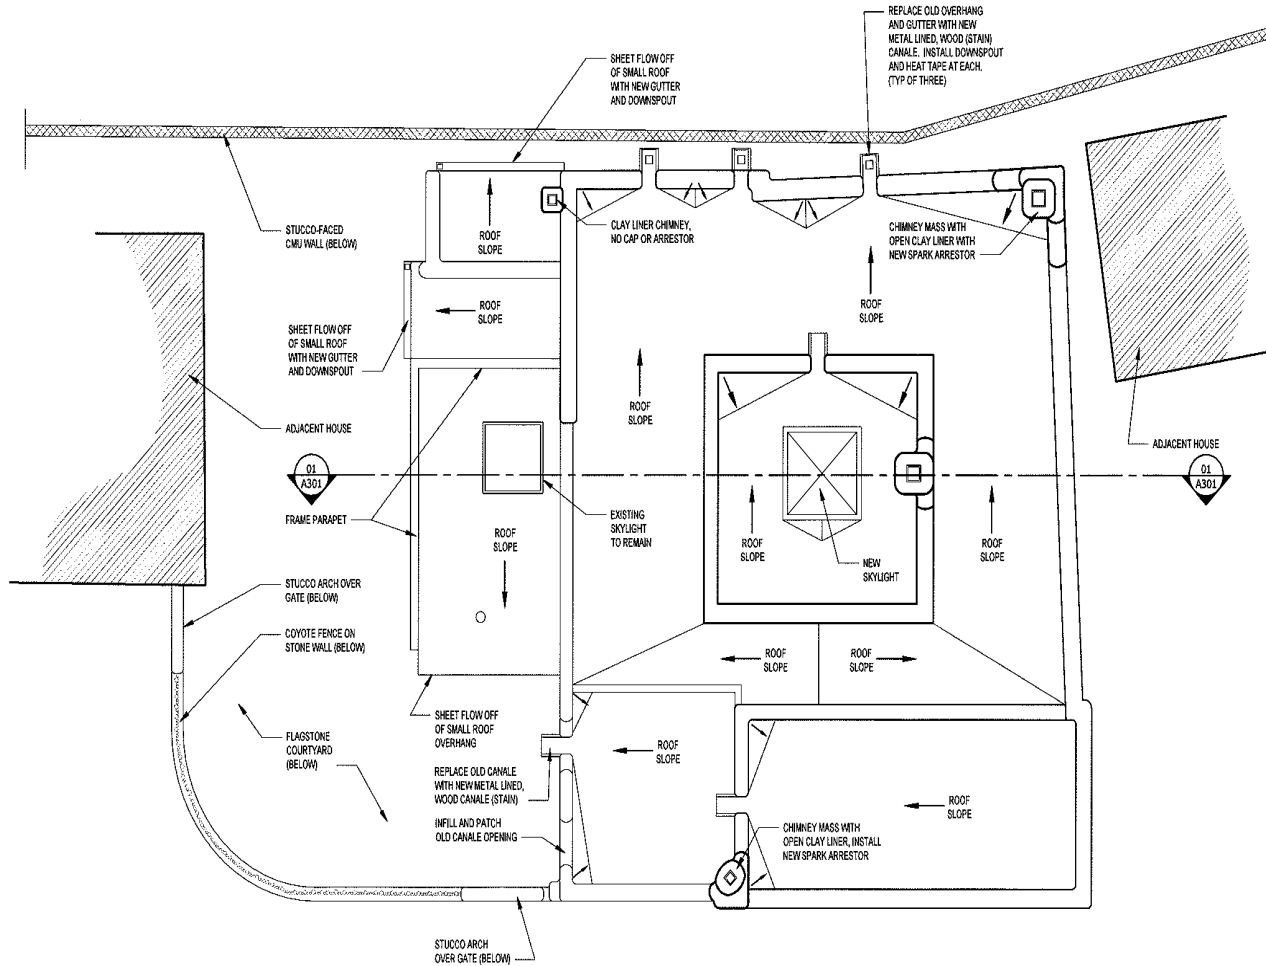 REPLACE OLD OVERHANG
AND GUTTER WITH NEW
METAL LINED, WOOD (STAIN)
CANALE. INSTALL DOWNSPOUT
AND HEAT TAPE AT EACH.
(TYP OF THREE)
SHEET FLOW OFF
OF SMALL ROOF
WITH NEW GUTTER
AND DOWNSPOUT
STUCCO-FACED
CMU WALL (BELOW)
ROOF
SLOPE
CLAY LINER CHIMNEY,
NO CAP OR ARRESTOR
CHIMNEY MASS WITH
OPEN CLAY LINER WITH
NEW SPARK ARRESTOR
ROOF
SLOPE
ROOF
SLOPE
SHEET FLOW OFF
OF SMALL ROOF
WITH NEW GUTTER
AND DOWNSPOUT
ROOF
SLOPE
ADJACENT HOUSE
ADJACENT HOUSE
01
A301
01
A301
FRAME PARAPET
EXISTING
SKYLIGHT
TO REMAIN
ROOF
SLOPE
ROOF
SLOPE
ROOF
SLOPE
NEW
SKYLIGHT
STUCCO ARCH OVER
GATE (BELOW)
COYOTE FENCE ON
STONE WALL (BELOW)
ROOF
SLOPE
ROOF
SLOPE
SHEET FLOW OFF
OF SMALL ROOF
OVERHANG
FLAGSTONE
COURTYARD
(BELOW)
ROOF
SLOPE
REPLACE OLD CANALE
WITH NEW METAL LINED,
WOOD CANALE (STAIN)
ROOF
SLOPE
INFILL AND PATCH
OLD CANALE OPENING
CHIMNEY MASS WITH
OPEN CLAY LINER, INSTALL
NEW SPARK ARRESTOR
STUCCO ARCH
OVER GATE (BELOW)